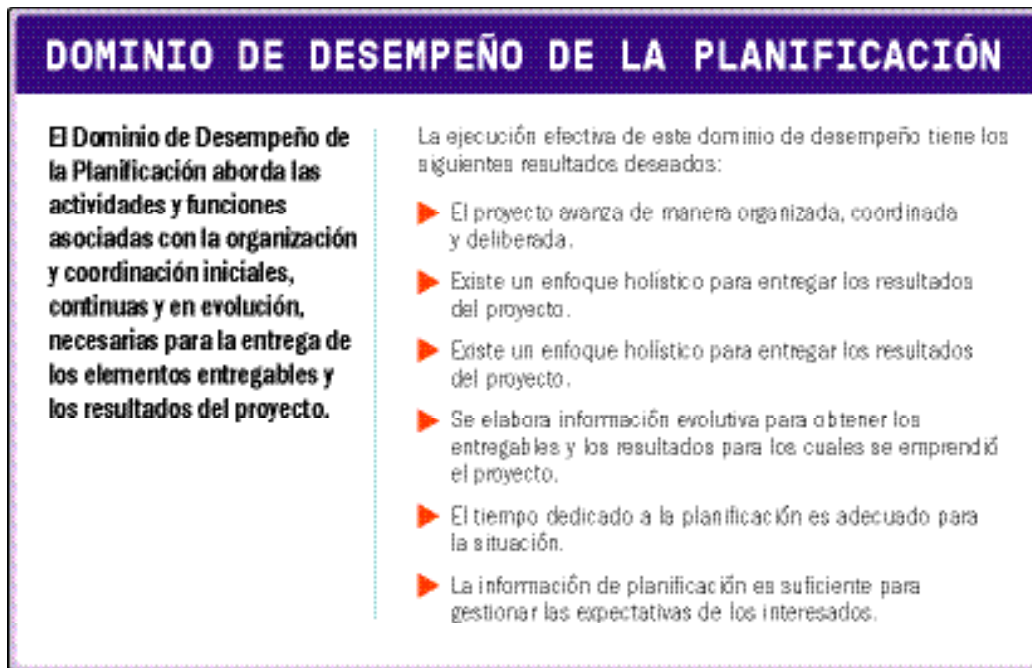 DOMINIO DE DESEMPEÑO DE LA PLANIFICACIÓN
El Dominio de Desempeño de
la Planificación aborda las
actividades y funciones
asociadas con la organización
y coordinación iniciales,
continuas y en evolución,
necesarias para la entrega de
los elementos entregables y
los resultados del proyecto.
La ejecución efectiva de este dominio de desempeño tiene los
siguientes resultados deseados:
El proyecto avanza de manera organizada, coordinada
y deliberada.
Existe un enfoque holístico para entregar los resultados
del proyecto.
Existe un enfoque holístico para entregar los resultados
del proyecto.
Se elabora información evolutiva para obtener los
entregables y los resultados para los cuales se emprendió
el proyecto.
El tiempo dedicado a la planificación es adecuado para
la situación.
La información de planificación es suficiente para
gestionar las expectativas de los interesados.